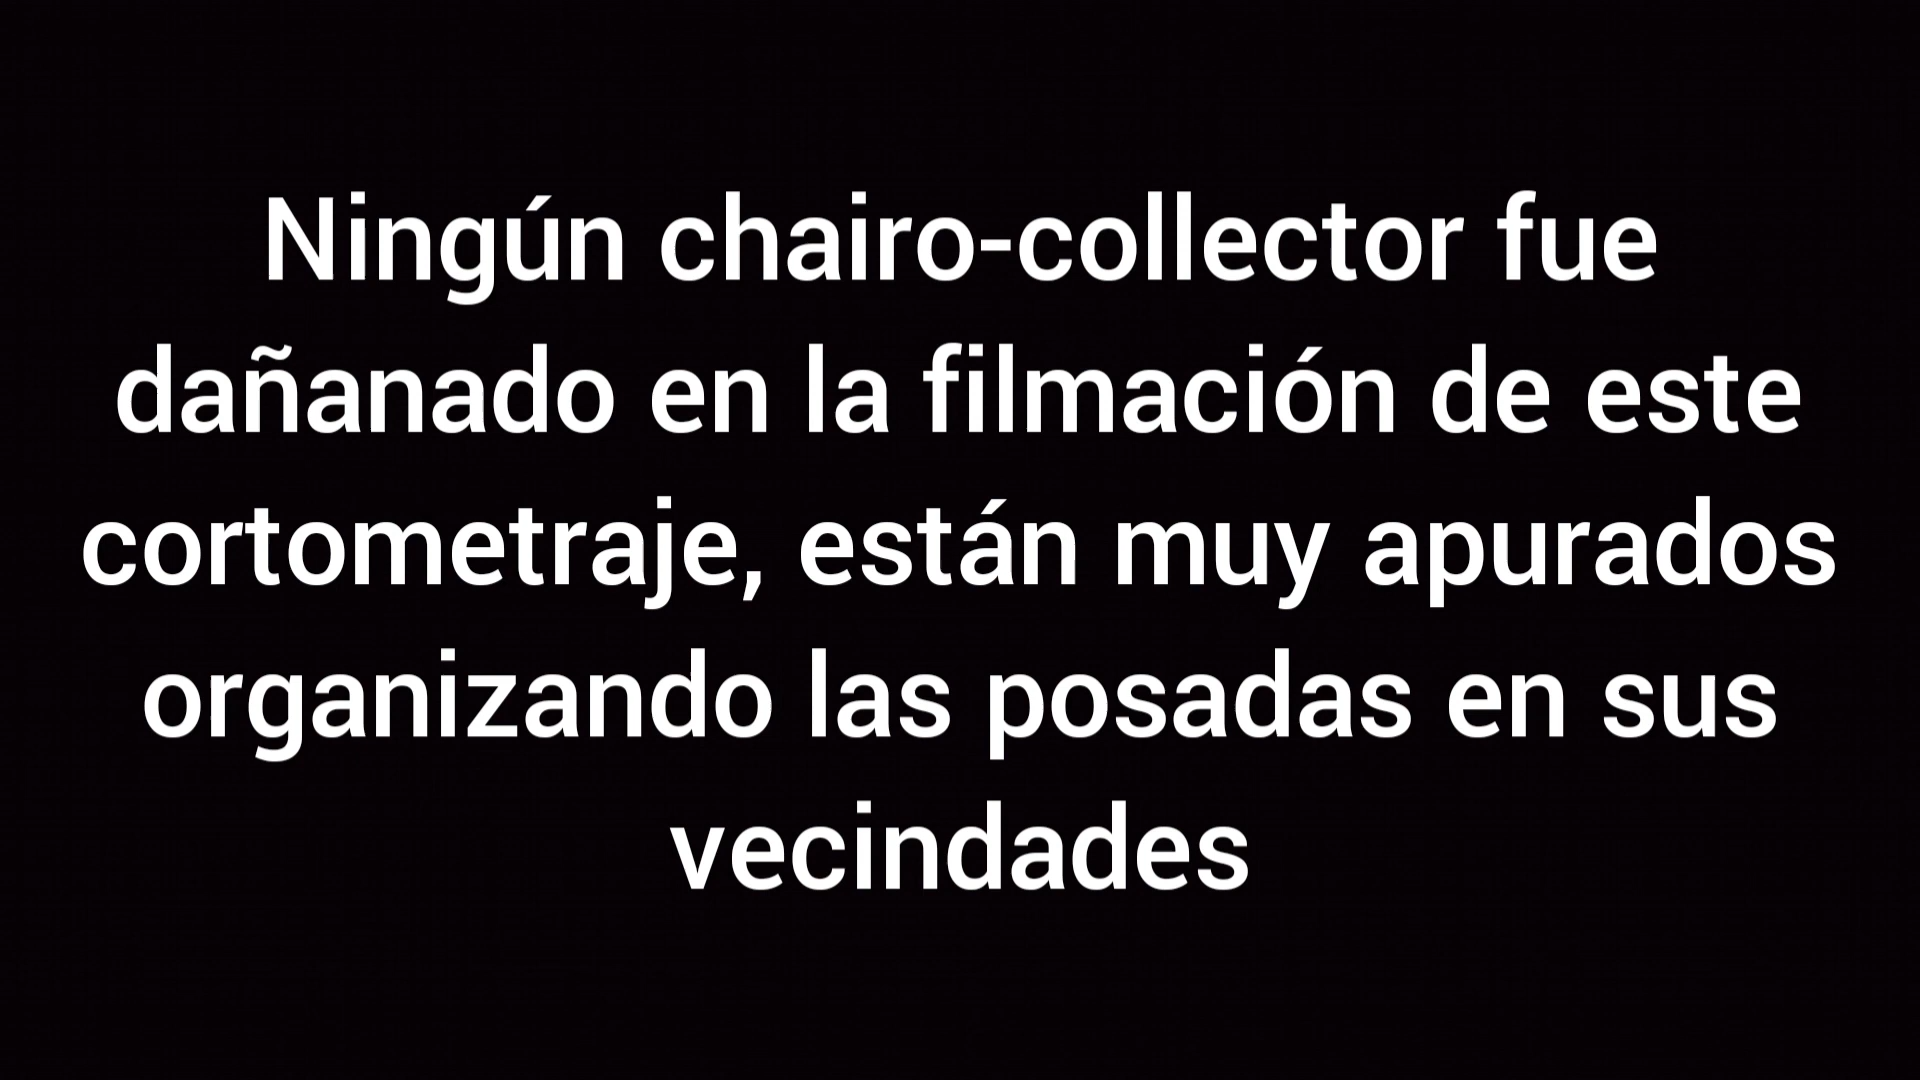 Ningún chairo-collector fue
dañanado en la filmación de este
cortometraje, están muy apurados
organizando las posadas en sus
vecindades